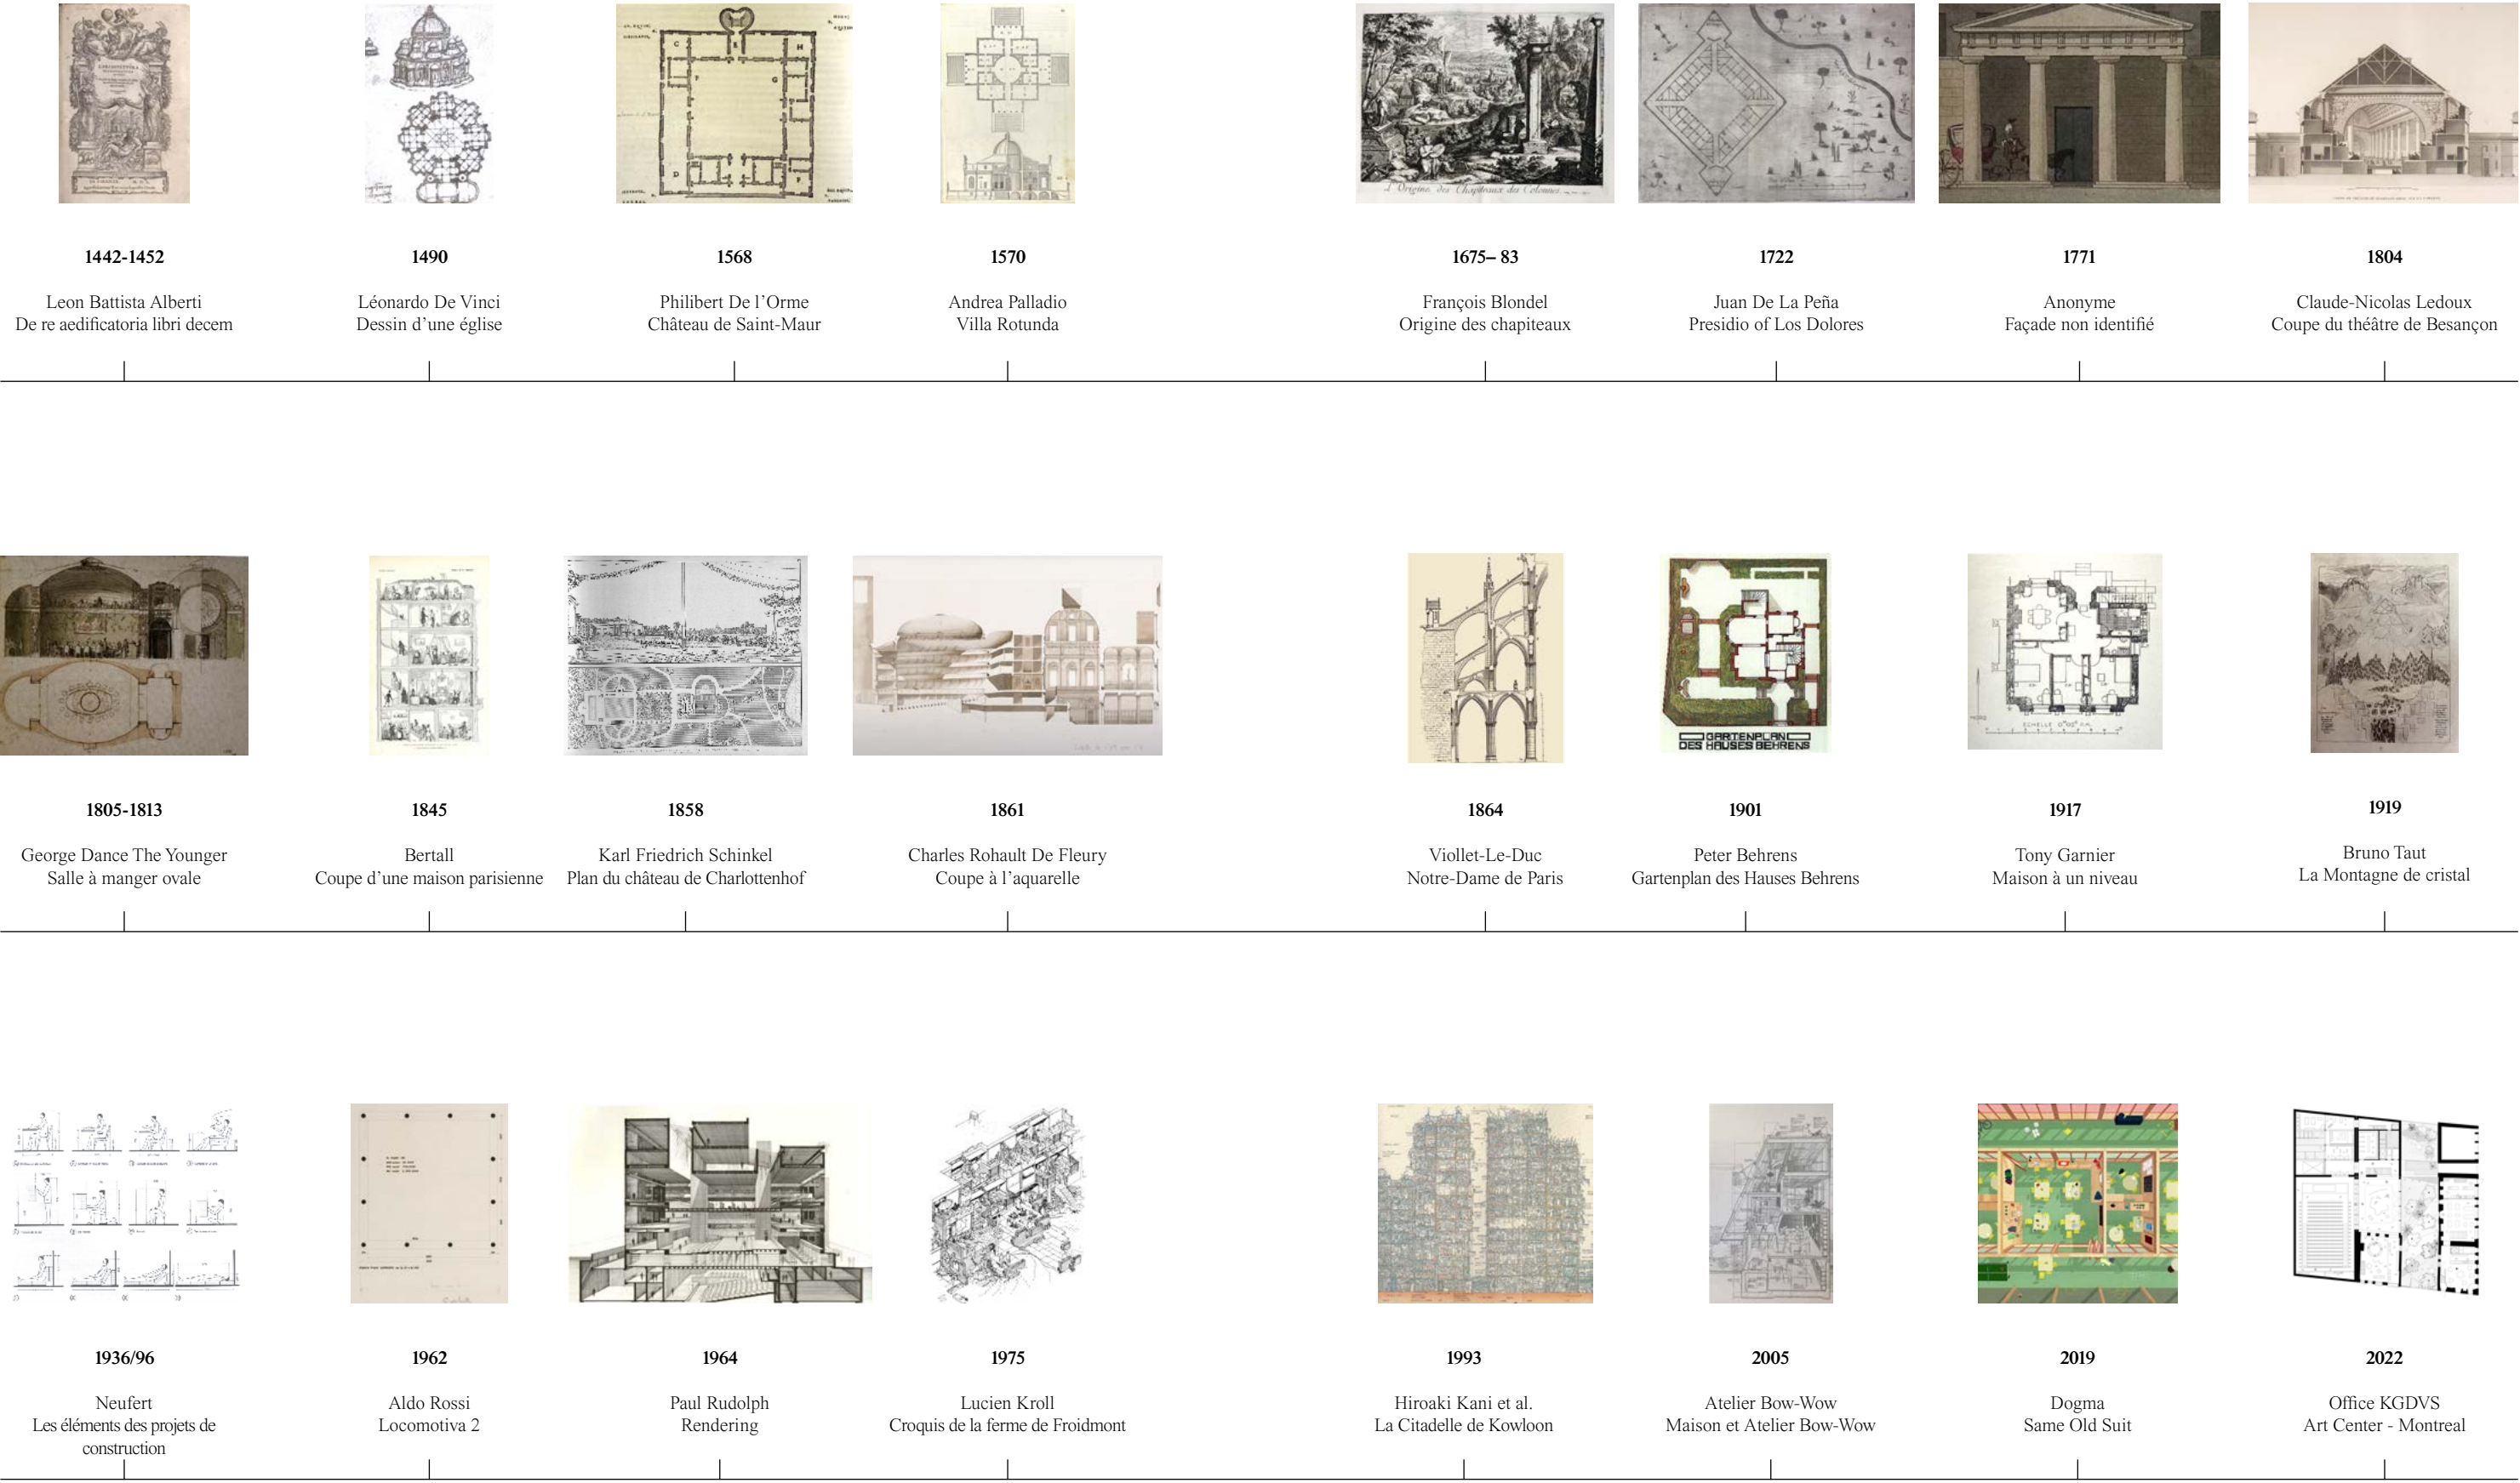 L'Origine des Chapiteaux des Colonnes.
1442-1452
Leon Battista Alberti
De re aedificatoria libri decem
1490
Léonardo De Vinci
Dessin d'une église
1568
Philibert De l'Orme
Château de Saint-Maur
1570
Andrea Palladio
Villa Rotunda
1675– 83
François Blondel
Origine des chapiteaux
1722
Juan De La Peña
Presidio of Los Dolores
1771
Anonyme
Façade non identifié
1804
Claude-Nicolas Ledoux
Coupe du théâtre de Besançon
GARTENPLAN
DES HAUSES BEHRENS
1805-1813
George Dance The Younger
Salle à manger ovale
1845
Bertall
Coupe d'une maison parisienne
1858
Karl Friedrich Schinkel
Plan du château de Charlottenhof
1861
Charles Rohault De Fleury
Coupe à l'aquarelle
1864
Viollet-Le-Duc
Notre-Dame de Paris
1901
Peter Behrens
Gartenplan des Hauses Behrens
1917
Tony Garnier
Maison à un niveau
1919
Bruno Taut
La Montagne de cristal
1936/96
Neufert
Les éléments des projets de
construction
1962
Aldo Rossi
Locomotiva 2
1964
Paul Rudolph
Rendering
1975
Lucien Kroll
Croquis de la ferme de Froidmont
1993
Hiroaki Kani et al.
La Citadelle de Kowloon
2005
Atelier Bow-Wow
Maison et Atelier Bow-Wow
2019
Dogma
Same Old Suit
2022
Office KGDVS
Art Center - Montreal